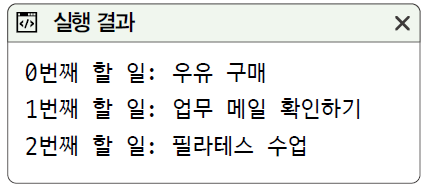 실행 결과
0번째 할 일: 우유 구매
1번째 할 일: 업무 메일 확인하기
2번째 할 일: 필라테스 수업